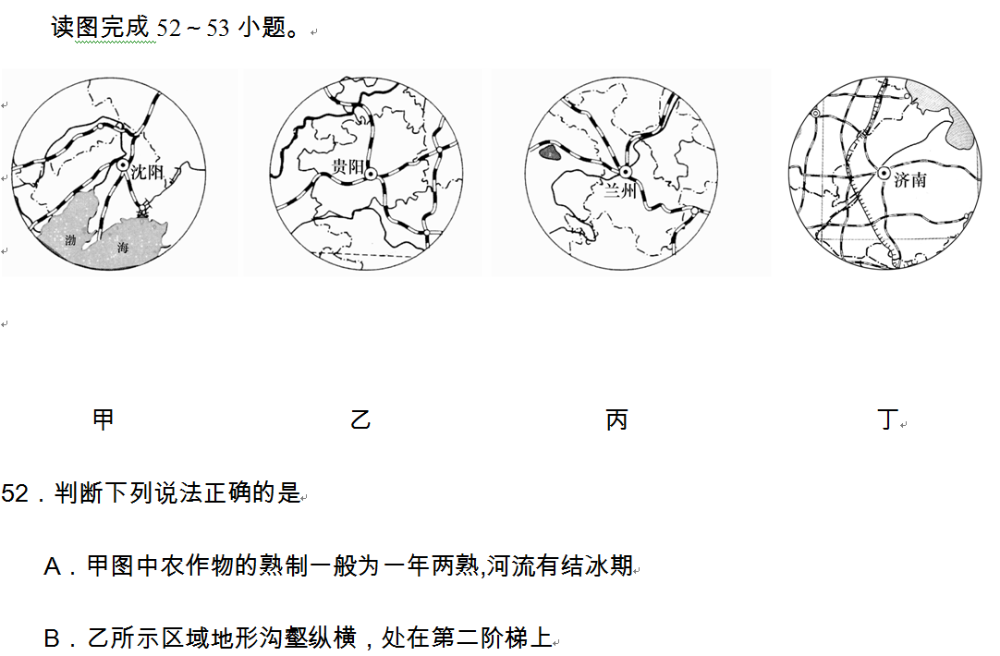 读图完成 52～53 小题。
沈阳
渤
海
贵阳
兰州
济南
甲
乙
丙
丁
52．判断下列说法正确的是
A．甲图中农作物的熟制一般为一年两熟,河流有结冰期
B．乙所示区域地形沟壑纵横，处在第二阶梯上